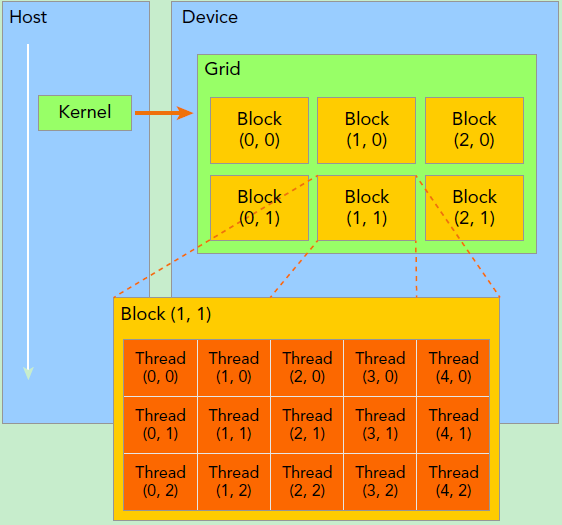 Host
Device
Grid
Kernel
Block
(0, 0)
Block
(1, 0)
Block
(2, 0)
Block
(0, 1)
Block
(1, 1)
Block
(2, 1)
Block (1, 1)
Thread
(0, 0)
Thread
(1, 0)
Thread
(2, 0)
Thread
(3, 0)
Thread
(4, 0)
Thread
(0, 1)
Thread
(1, 1)
Thread
(2, 1)
Thread
(3, 1)
Thread
(4, 1)
Thread
(0, 2)
Thread
(1, 2)
Thread
(2, 2)
Thread
(3, 2)
Thread
(4, 2)